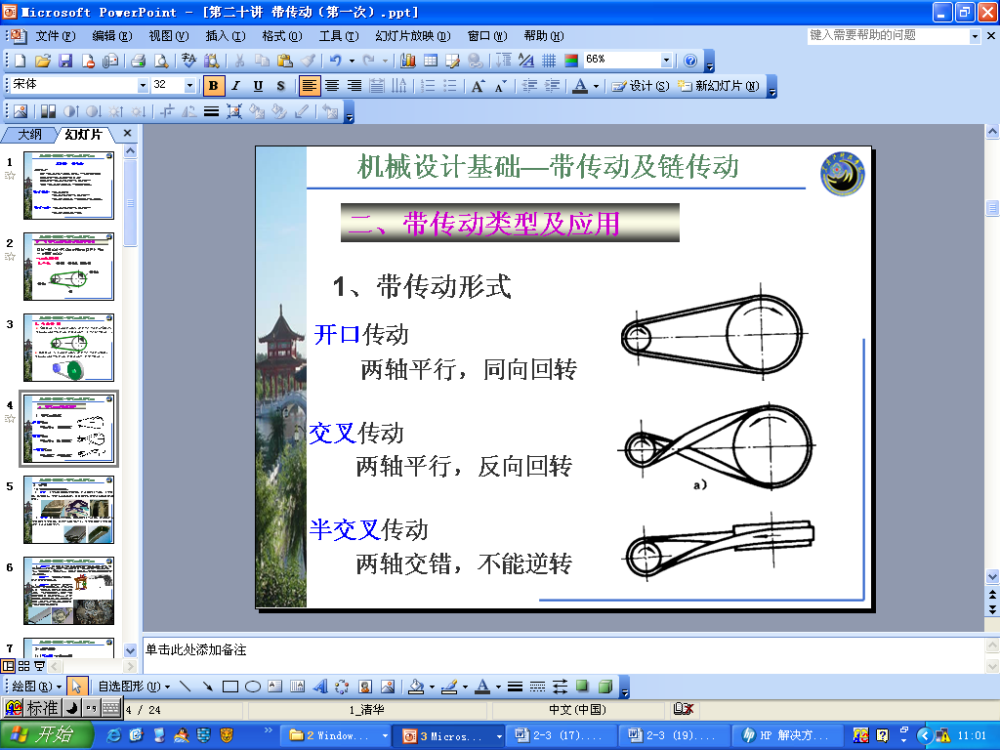 Microsoft PowerPoint - [第二十讲 带传动（第一次）.ppt]
文件(F) 编辑(E) 视图(V) 插入(I) 格式(O) 工具(T) 幻灯片放映(D) 窗口(W) 帮助(H) 键入需要帮助的问题
66%
宋体 32 B I U S 设计(S) 新幻灯片(N)
大纲 幻灯片
1
2
3
4
5
6
7
机械设计基础—带传动及链传动
二、带传动类型及应用
1、带传动形式
开口传动
两轴平行，同向回转
交叉传动
两轴平行，反向回转
a)
半交叉传动
两轴交错，不能逆转
单击此处添加备注
绘图(R) 自选图形(U)
标准 4 / 24 1_清华 中文(中国)
开始 2 Window... 3 Micros... 2-3 (17).... 2-3 (19).... HP 解决方... 11:01